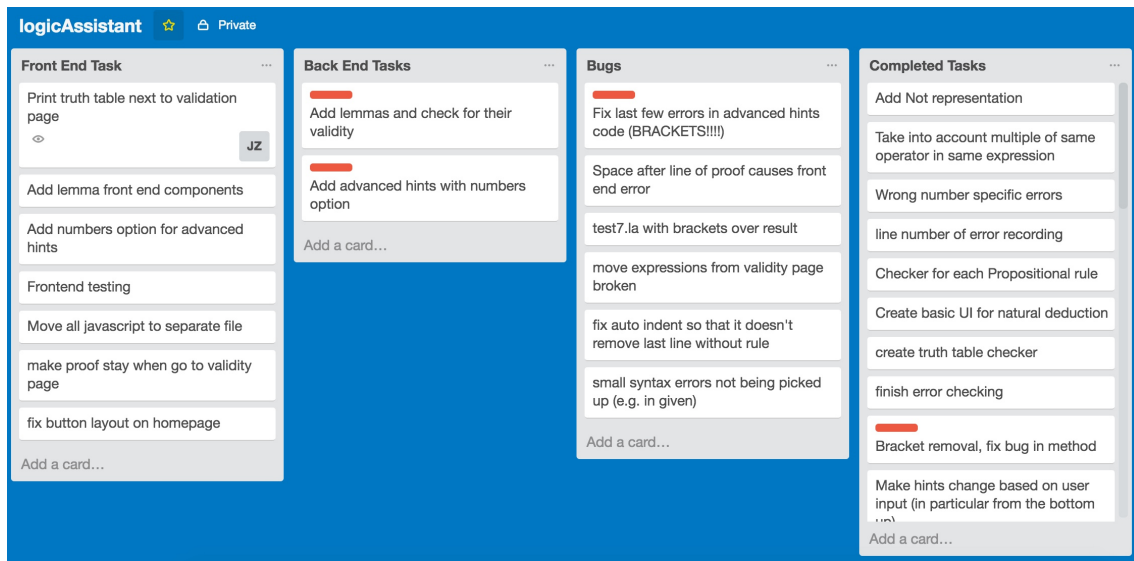 logicAssistant
Private
Front End Task
Print truth table next to validation
page
JZ
Add lemma front end components
Add numbers option for advanced
hints
Frontend testing
Move all javascript to separate file
make proof stay when go to validity
page
fix button layout on homepage
Add a card...
Back End Tasks
Add lemmas and check for their
validity
Add advanced hints with numbers
option
Add a card...
Bugs
Fix last few errors in advanced hints
code (BRACKETS!!!!)
Space after line of proof causes front
end error
test7.la with brackets over result
move expressions from validity page
broken
fix auto indent so that it doesn't
remove last line without rule
small syntax errors not being picked
up (e.g. in given)
Add a card...
Completed Tasks
Add Not representation
Take into account multiple of same
operator in same expression
Wrong number specific errors
line number of error recording
Checker for each Propositional rule
Create basic UI for natural deduction
create truth table checker
finish error checking
Bracket removal, fix bug in method
Make hints change based on user
input (in particular from the bottom
up)
Add a card...